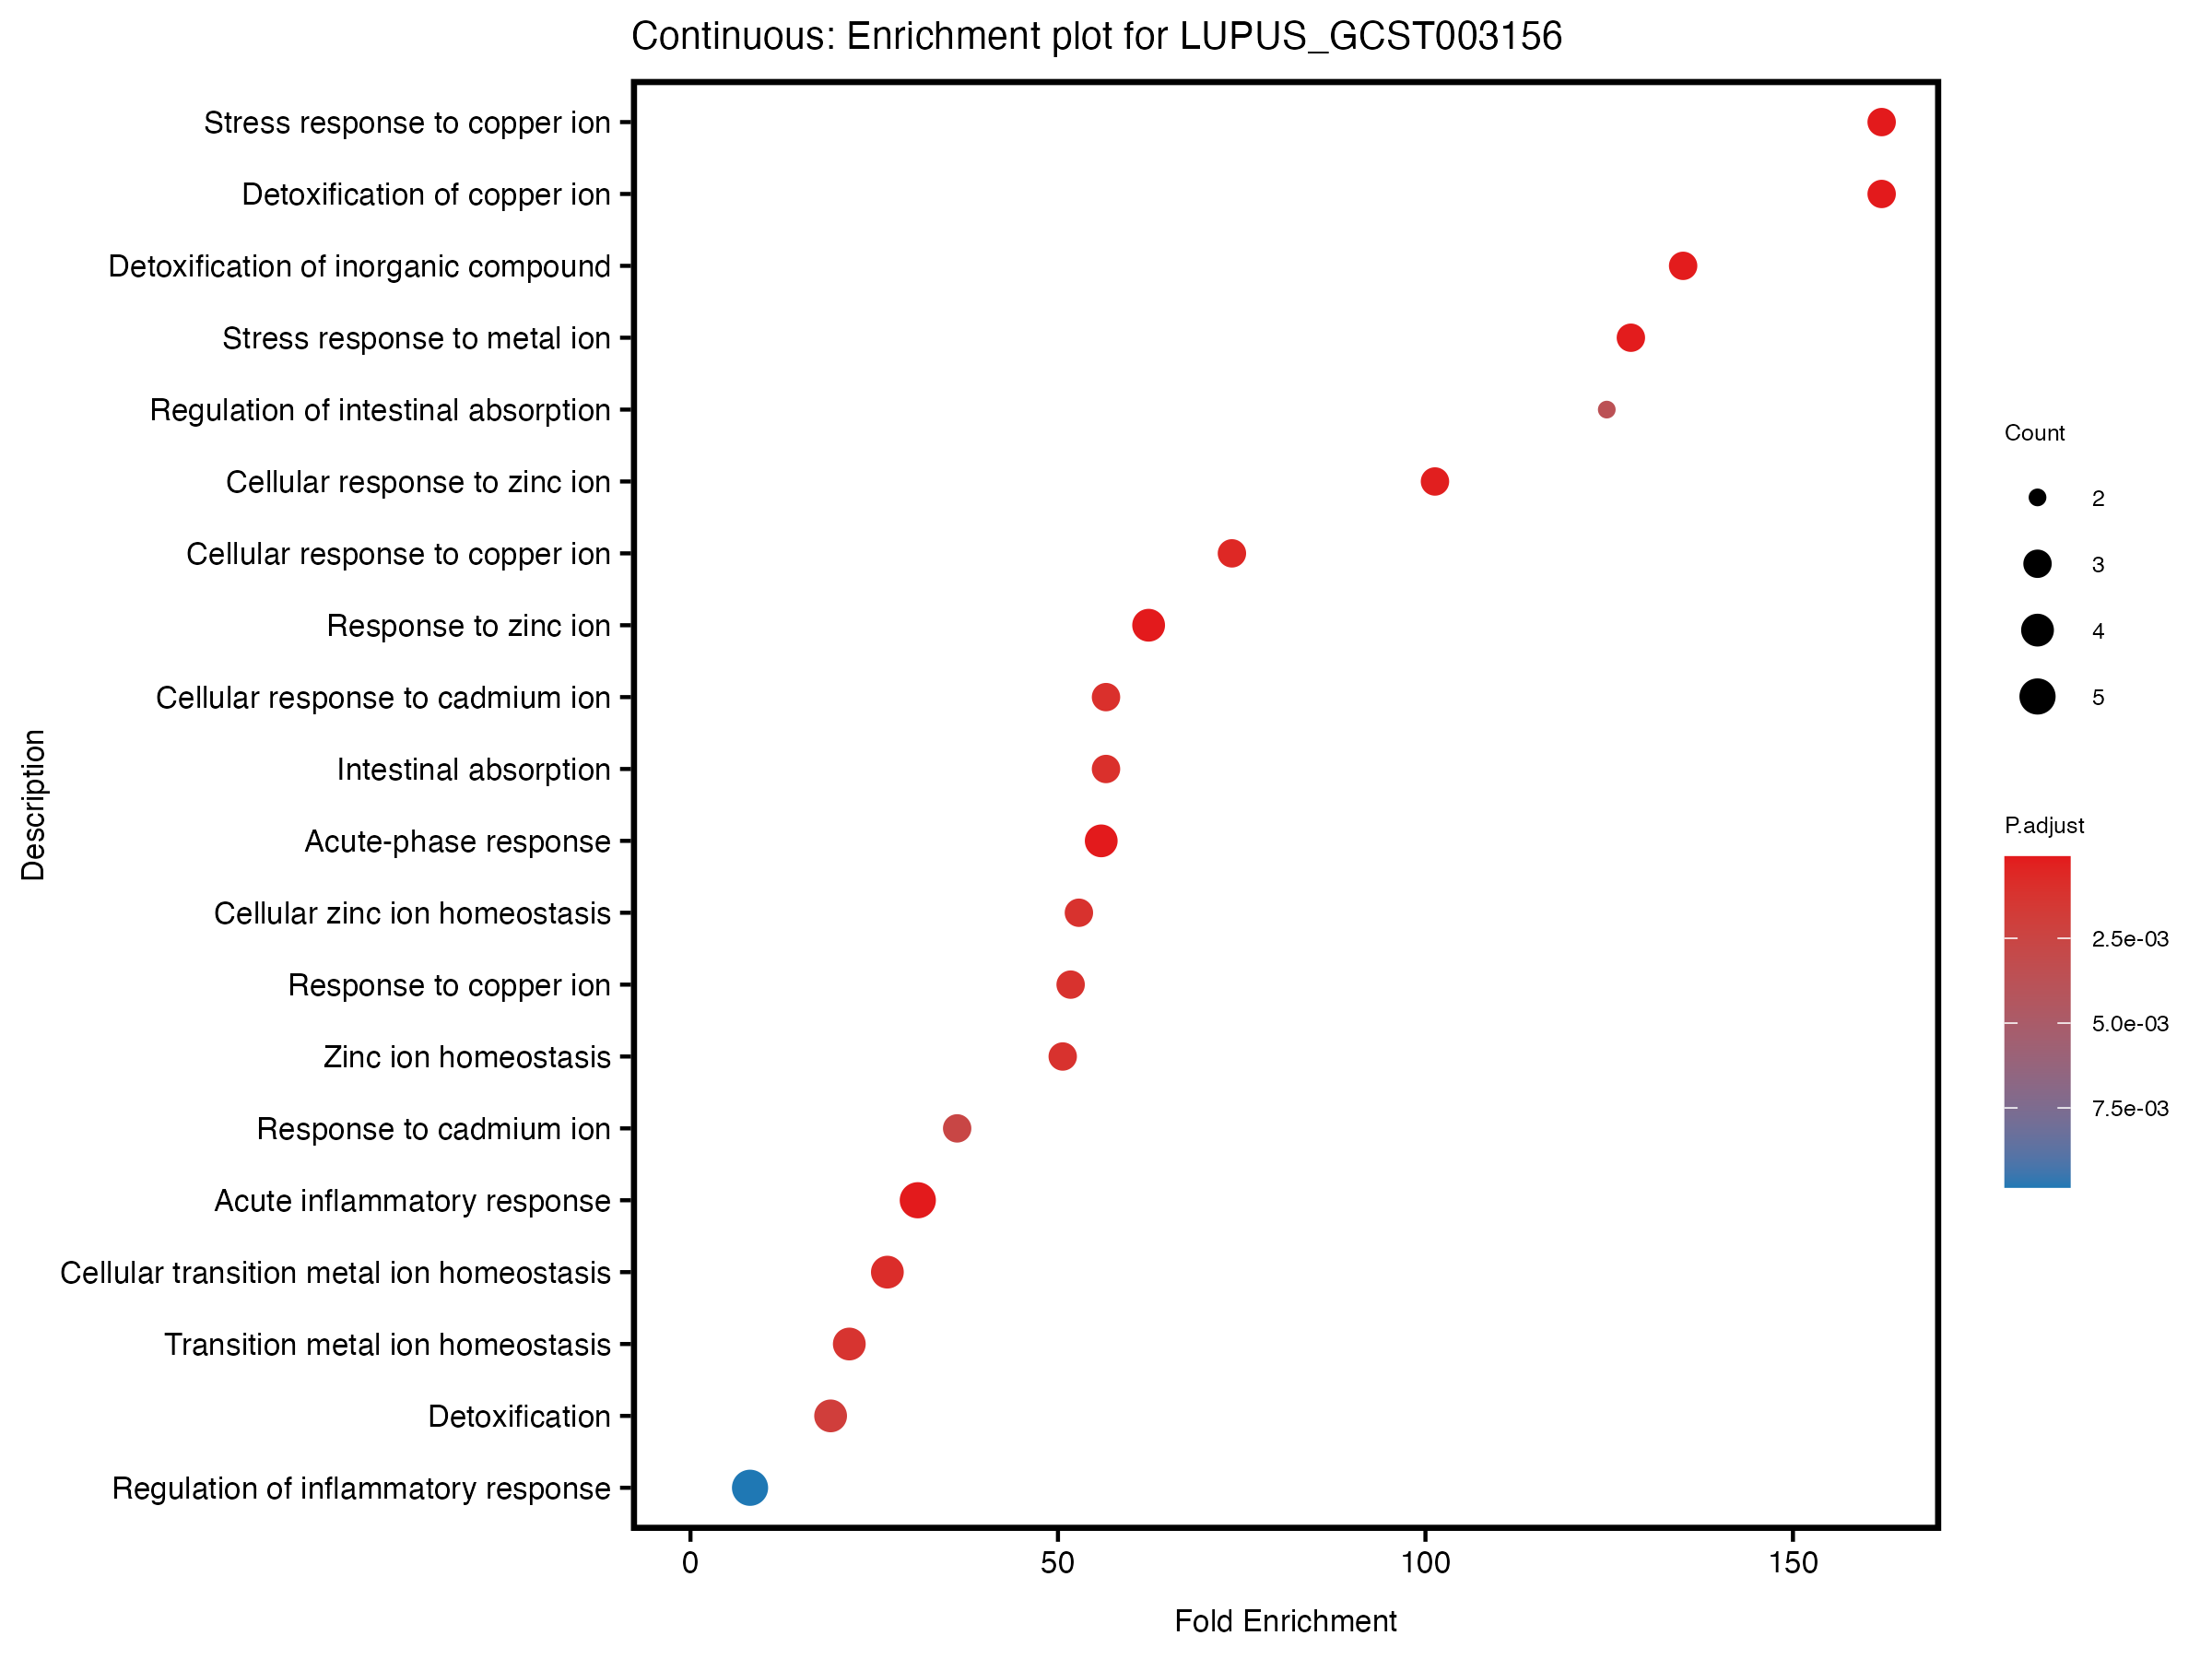 Continuous: Enrichment plot for LUPUS_GCST003156
Description
Stress response to copper ion
Detoxification of copper ion
Detoxification of inorganic compound
Stress response to metal ion
Regulation of intestinal absorption
Cellular response to zinc ion
Cellular response to copper ion
Response to zinc ion
Cellular response to cadmium ion
Intestinal absorption
Acute-phase response
Cellular zinc ion homeostasis
Response to copper ion
Zinc ion homeostasis
Response to cadmium ion
Acute inflammatory response
Cellular transition metal ion homeostasis
Transition metal ion homeostasis
Detoxification
Regulation of inflammatory response
0 50 100 150
Fold Enrichment
Count
2
3
4
5
P.adjust
2.5e-03
5.0e-03
7.5e-03